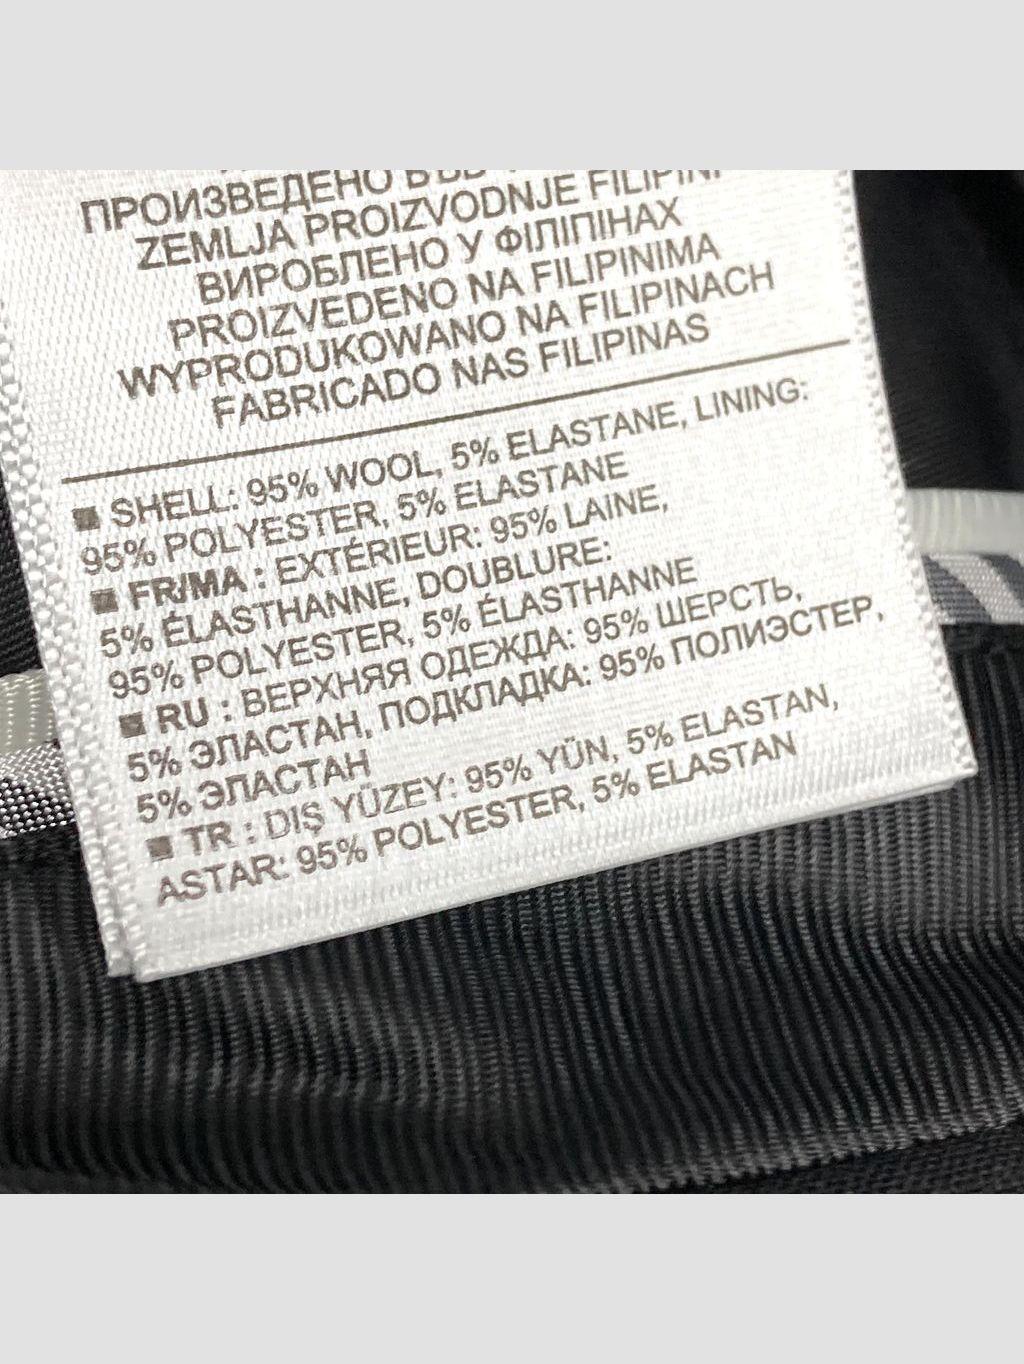 ПРОИЗВЕДЕНО ВЪВ
ZEMLJA PROIZVODNJE FILIPINI
ВИРОБЛЕНО У ФІЛІПІНАХ
PROIZVEDENO NA FILIPINIMA
WYPRODUKOWANO NA FILIPINACH
FABRICADO NAS FILIPINAS
■ SHELL: 95% WOOL, 5% ELASTANE, LINING:
95% POLYESTER, 5% ELASTANE
■ FR/MA : EXTÉRIEUR: 95% LAINE,
5% ÉLASTHANNE, DOUBLURE:
95% POLYESTER, 5% ÉLASTHANNE
■ RU : ВЕРХНЯЯ ОДЕЖДА: 95% ШЕРСТЬ,
5% ЭЛАСТАН, ПОДКЛАДКА: 95% ПОЛИЭСТЕР,
5% ЭЛАСТАН
■ TR : DIŞ YÜZEY: 95% YÜN, 5% ELASTAN,
ASTAR: 95% POLYESTER, 5% ELASTAN